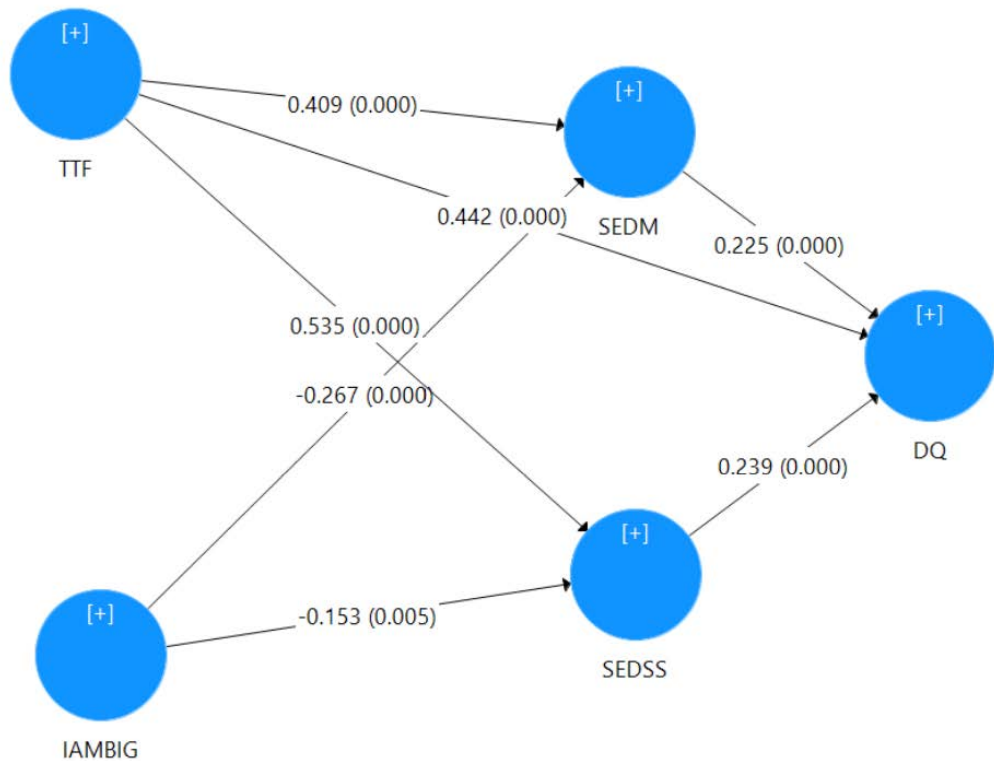 [+]
TTF
0.409 (0.000)
[+]
SEDM
0.442 (0.000)
0.225 (0.000)
0.535 (0.000)
[+]
DQ
-0.267 (0.000)
0.239 (0.000)
[+]
SEDSS
[+]
-0.153 (0.005)
IAMBIG